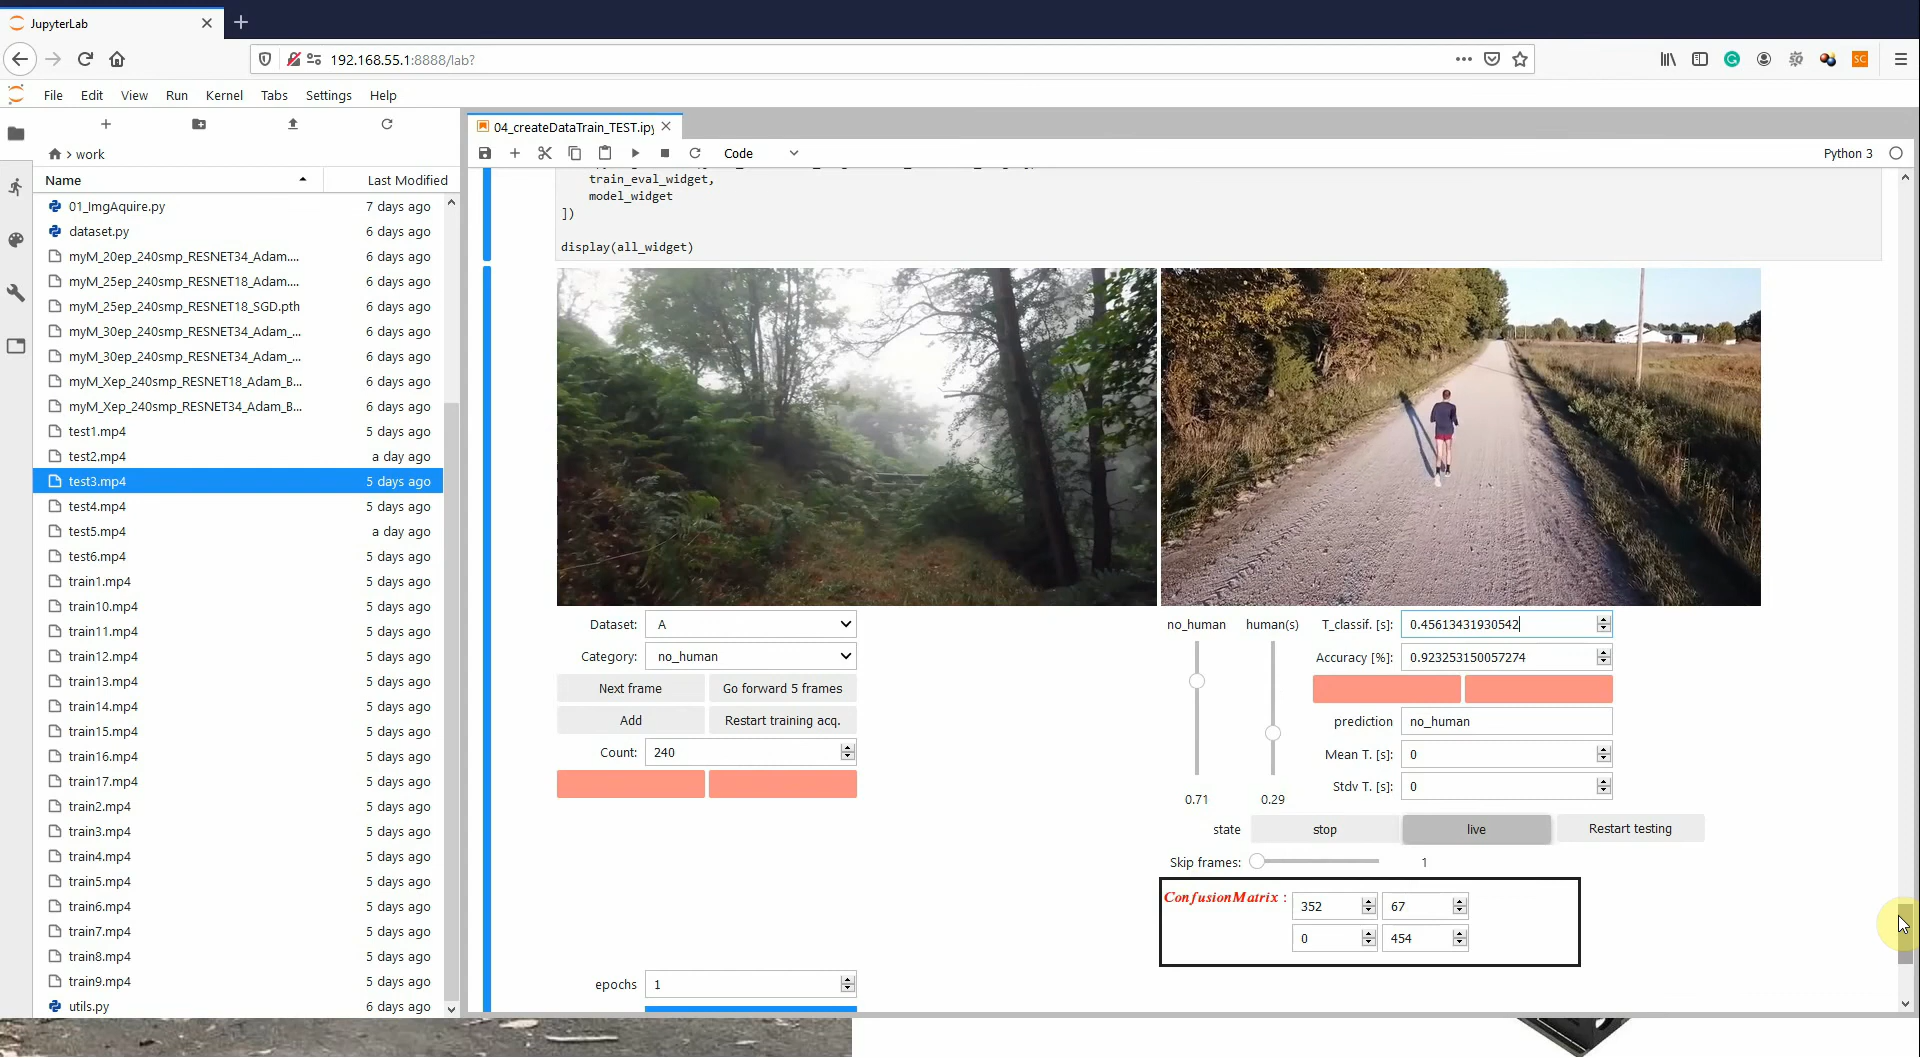 JupyterLab
192.168.55.1:8888/lab?
SC
File Edit View Run Kernel Tabs Settings Help
work
Name Last Modified
01_ImgAquire.py 7 days ago
dataset.py 6 days ago
myM_20ep_240smp_RESNET34_Adam.... 6 days ago
myM_25ep_240smp_RESNET18_Adam.... 6 days ago
myM_25ep_240smp_RESNET18_SGD.pth 6 days ago
myM_30ep_240smp_RESNET34_Adam_... 6 days ago
myM_30ep_240smp_RESNET34_Adam_... 6 days ago
myM_Xep_240smp_RESNET18_Adam_B... 6 days ago
myM_Xep_240smp_RESNET34_Adam_B... 6 days ago
test1.mp4 5 days ago
test2.mp4 a day ago
test3.mp4 5 days ago
test4.mp4 5 days ago
test5.mp4 a day ago
test6.mp4 5 days ago
train1.mp4 5 days ago
train10.mp4 5 days ago
train11.mp4 5 days ago
train12.mp4 5 days ago
train13.mp4 5 days ago
train14.mp4 5 days ago
train15.mp4 5 days ago
train16.mp4 5 days ago
train17.mp4 5 days ago
train2.mp4 5 days ago
train3.mp4 5 days ago
train4.mp4 5 days ago
train5.mp4 5 days ago
train6.mp4 5 days ago
train7.mp4 5 days ago
train8.mp4 5 days ago
train9.mp4 5 days ago
utils.py 6 days ago
04_createDataTrain_TEST.ipy
Code Python 3
train_eval_widget,
model_widget
])
display(all_widget)
Dataset: A
Category: no_human
Next frame Go forward 5 frames
Add Restart training acq.
Count: 240
epochs 1
no_human human(s) T_classif. [s]: 0.45613431930542
Accuracy [%]: 0.923253150057274
prediction no_human
Mean T. [s]: 0
Stdv T. [s]: 0
0.71 0.29
state stop live Restart testing
Skip frames: 1
ConfusionMatrix : 352 67
0 454